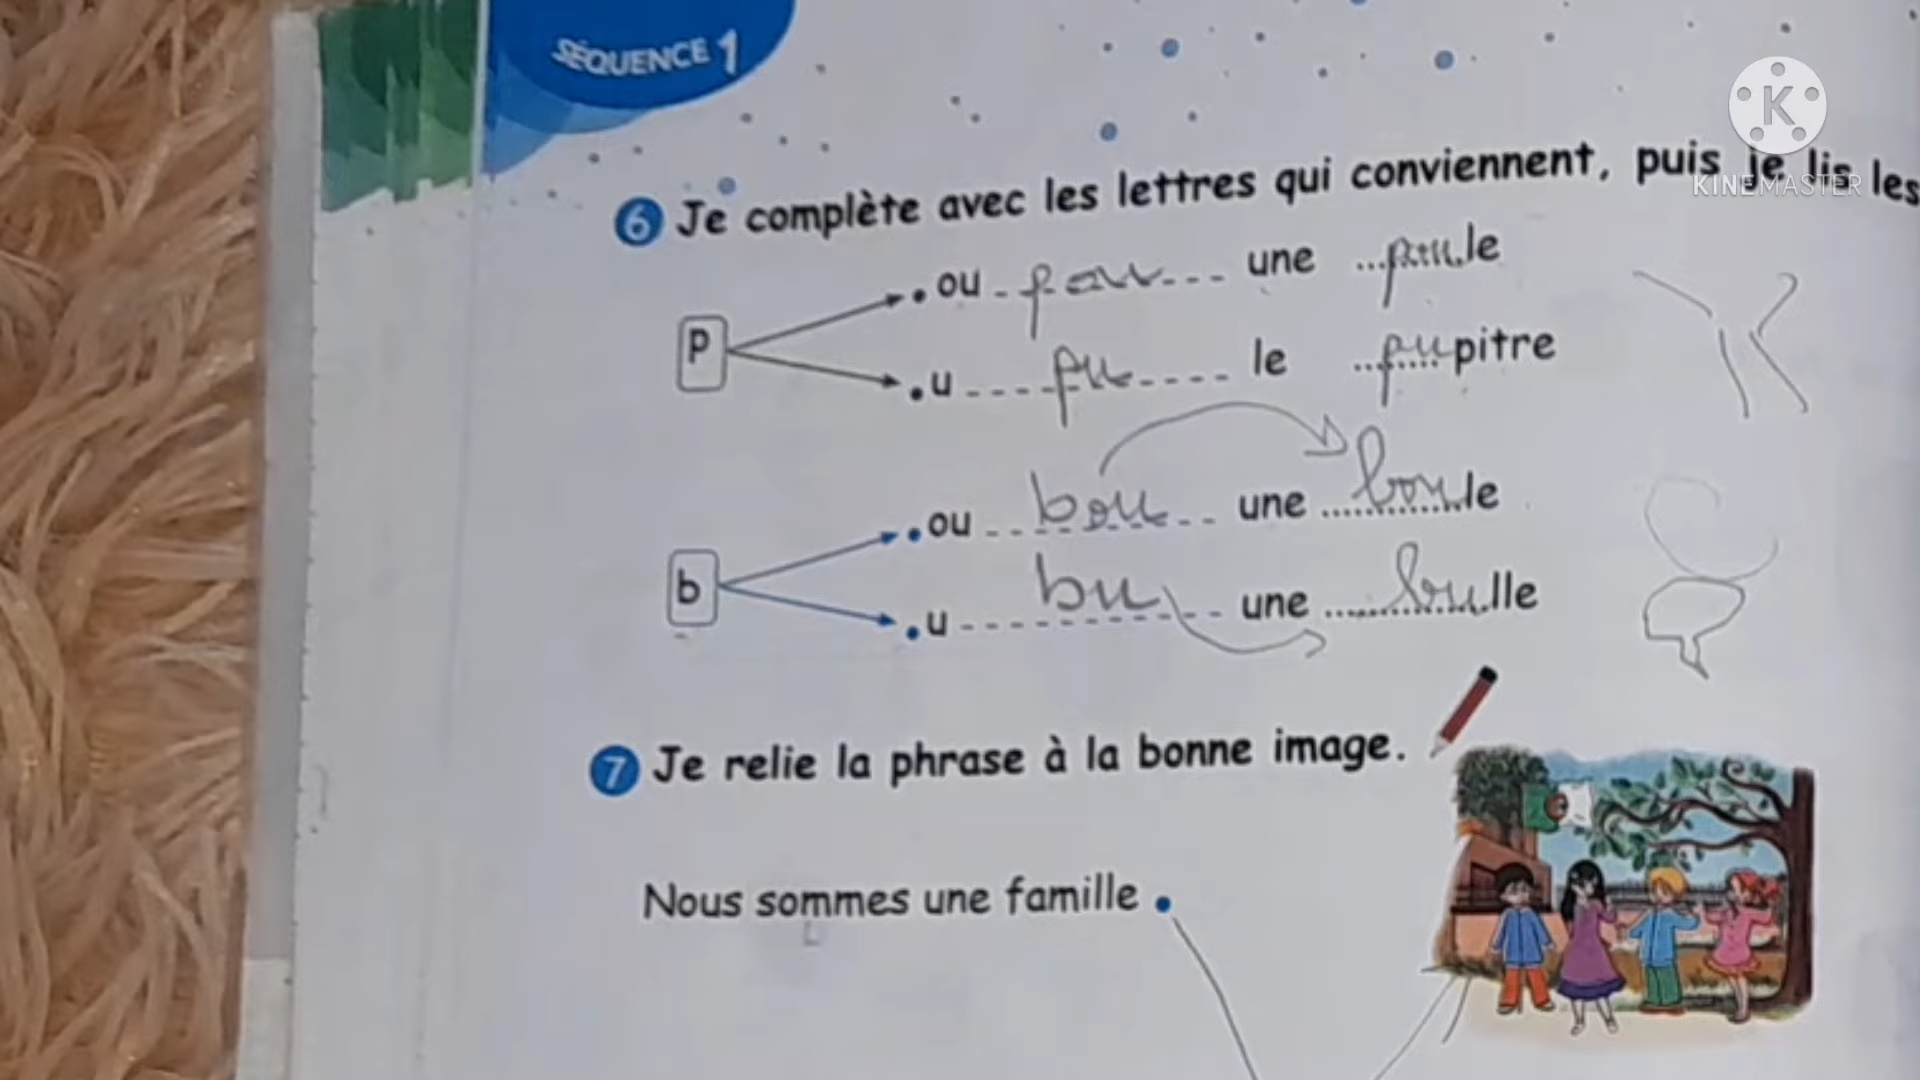 SÉQUENCE 1
K
KINEMASTER
6 Je complète avec les lettres qui conviennent, puis je lis les
.ou pou une poule
p
.u pu le pupitre
.ou bou une boule
b
.u bu une bulle
7 Je relie la phrase à la bonne image.
Nous sommes une famille